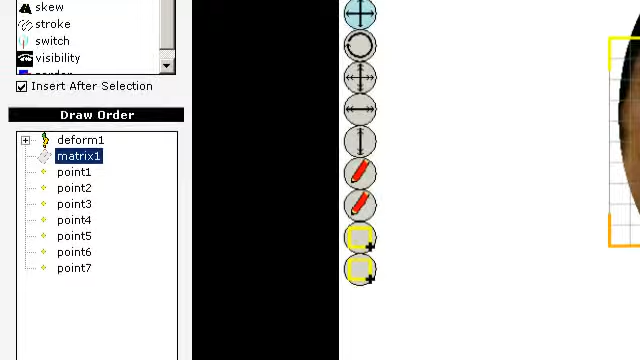 skew
stroke
switch
visibility
Insert After Selection
Draw Order
deform1
matrix1
point1
point2
point3
point4
point5
point6
point7